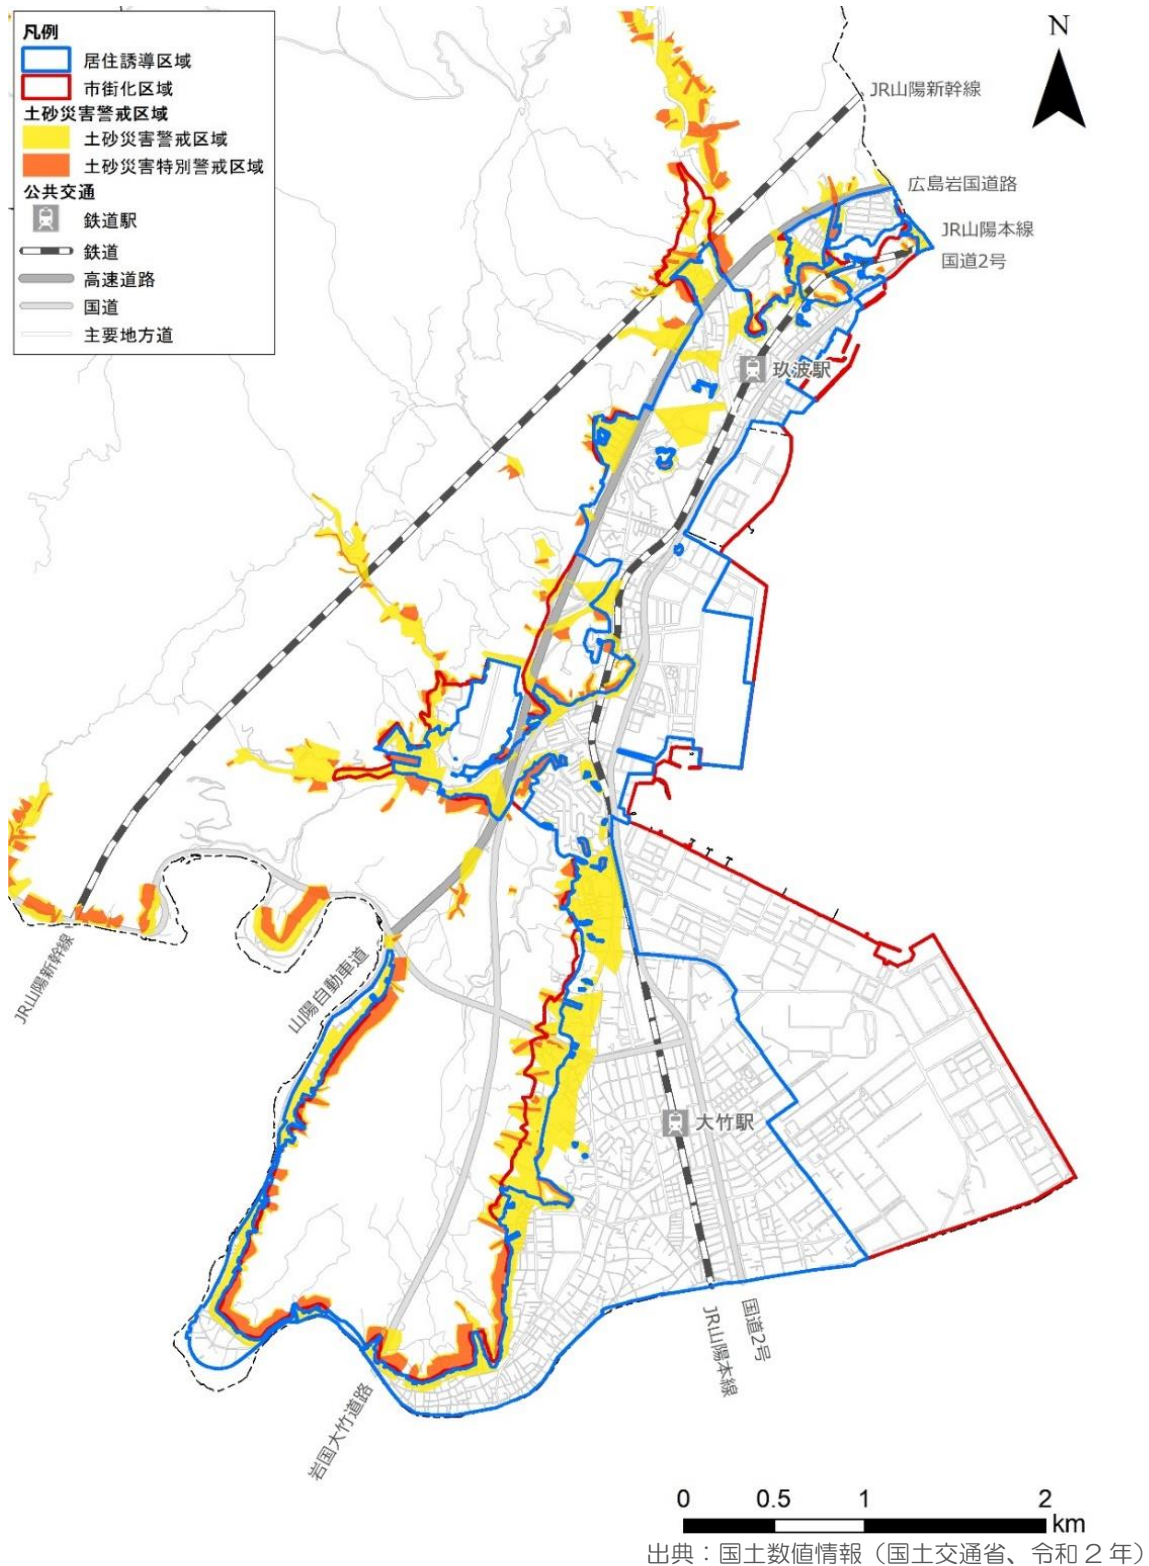 凡例
居住誘導区域
市街化区域
土砂災害警戒区域
土砂災害警戒区域
土砂災害特別警戒区域
公共交通
鉄道駅
鉄道
高速道路
国道
主要地方道
N
JR山陽新幹線
広島岩国道路
JR山陽本線
国道2号
玖波駅
JR山陽新幹線
山陽自動車道
大竹駅
岩国大竹道路
JR山陽本線
国道2号
0 0.5 1 2
km
出典：国土数値情報（国土交通省、令和2年）